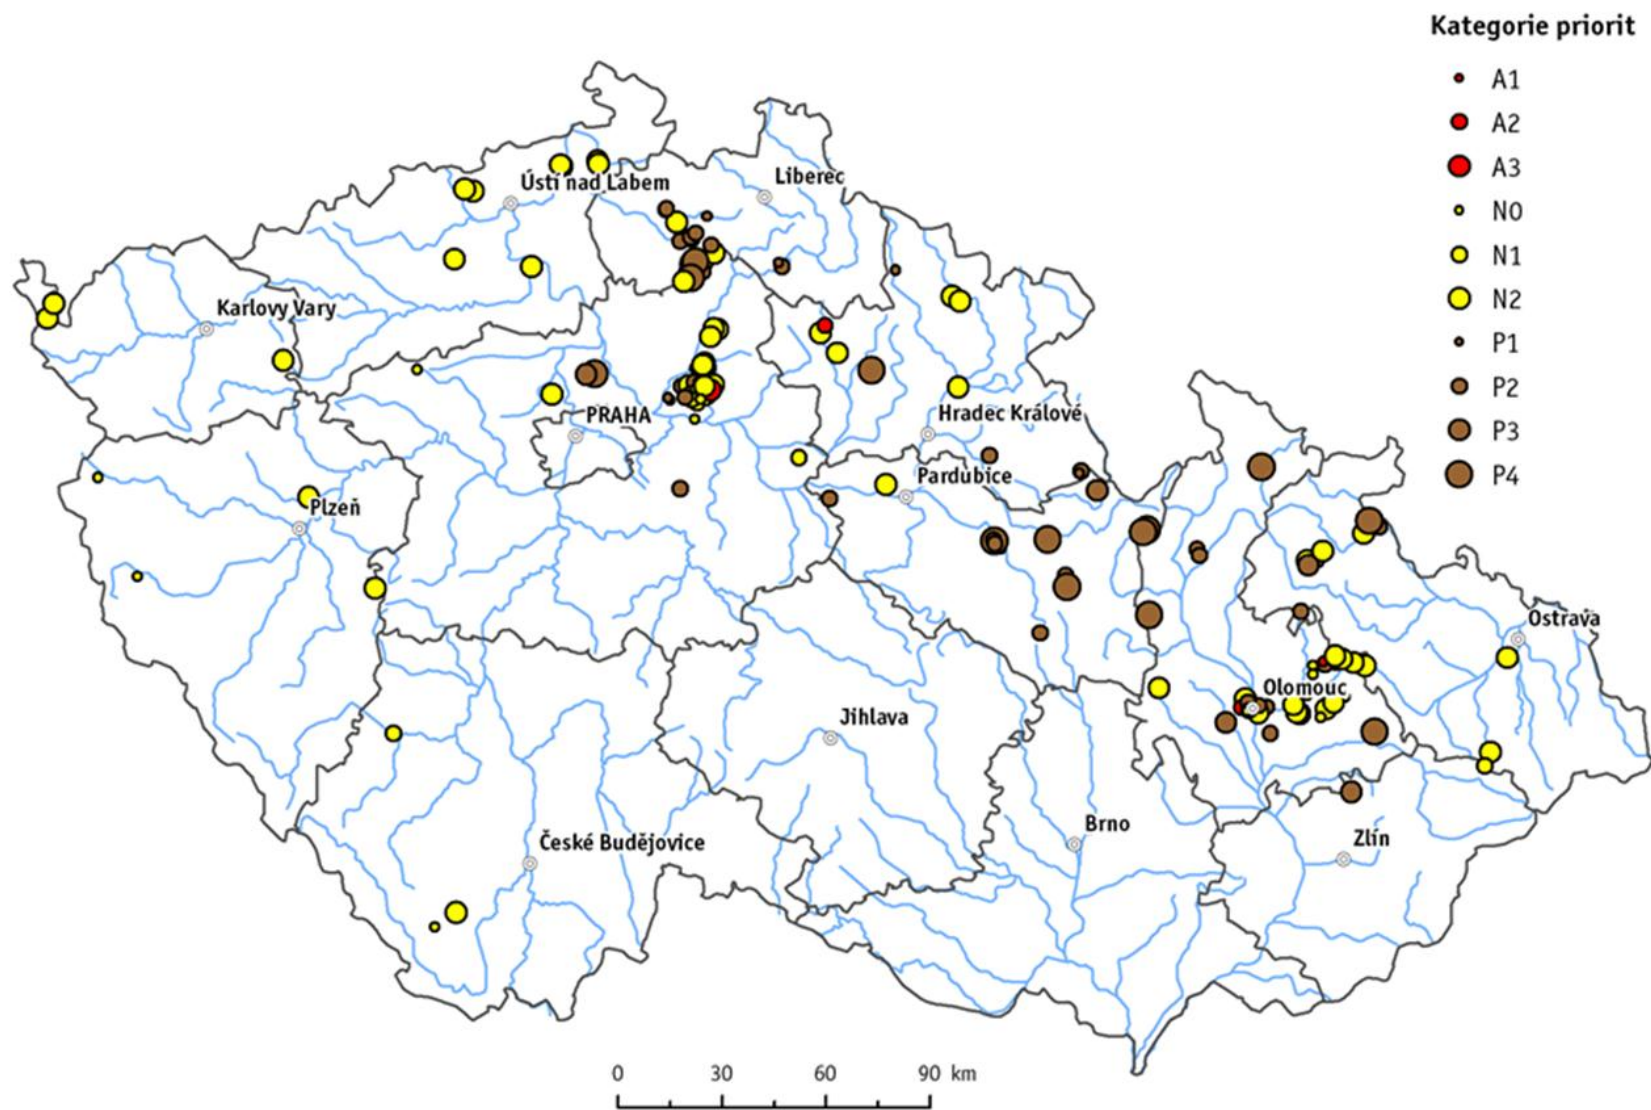 Kategorie priorit
A1
A2
A3
N0
N1
N2
P1
P2
P3
P4
Liberec
Ústí nad Labem
Karlovy Vary
PRAHA
Hradec Králové
Pardubice
Plzeň
Ostrava
Olomouc
Jihlava
Brno
Zlín
České Budějovice
0 30 60 90 km